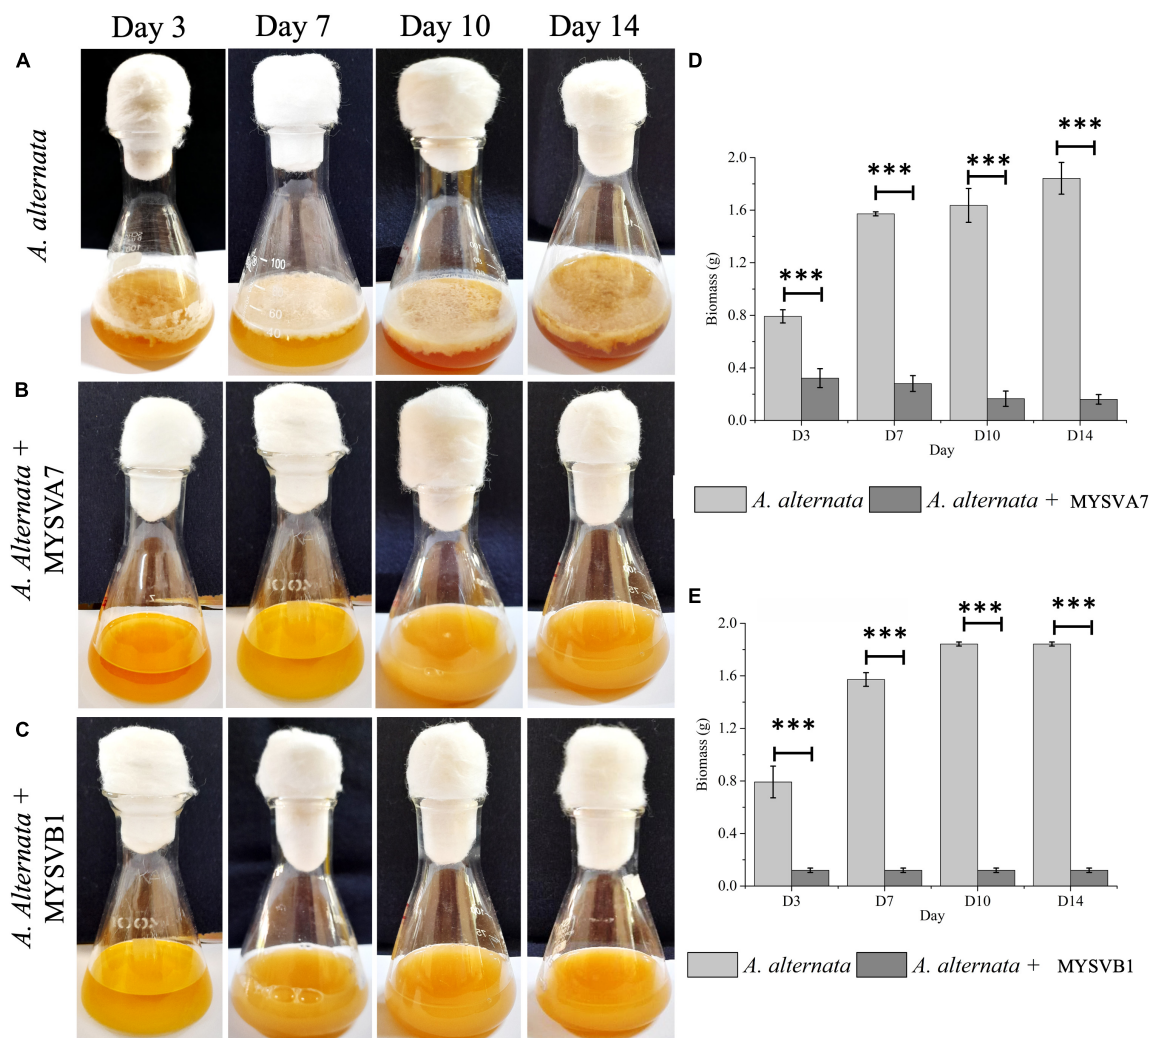 Day 3 Day 7 Day 10 Day 14
A
A. alternata
100
60
40
B
A. Alternata +
MYSVA7
C
A. Alternata +
MYSVB1
D
***
***
***
***
2.0
1.6
1.2
0.8
0.4
0.0
Biomass (g)
D3 D7 D10 D14
Day
A. alternata A. alternata + MYSVA7
E
***
***
***
***
2.0
1.6
1.2
0.8
0.4
0.0
Biomass (g)
D3 D7 D10 D14
Day
A. alternata A. alternata + MYSVB1